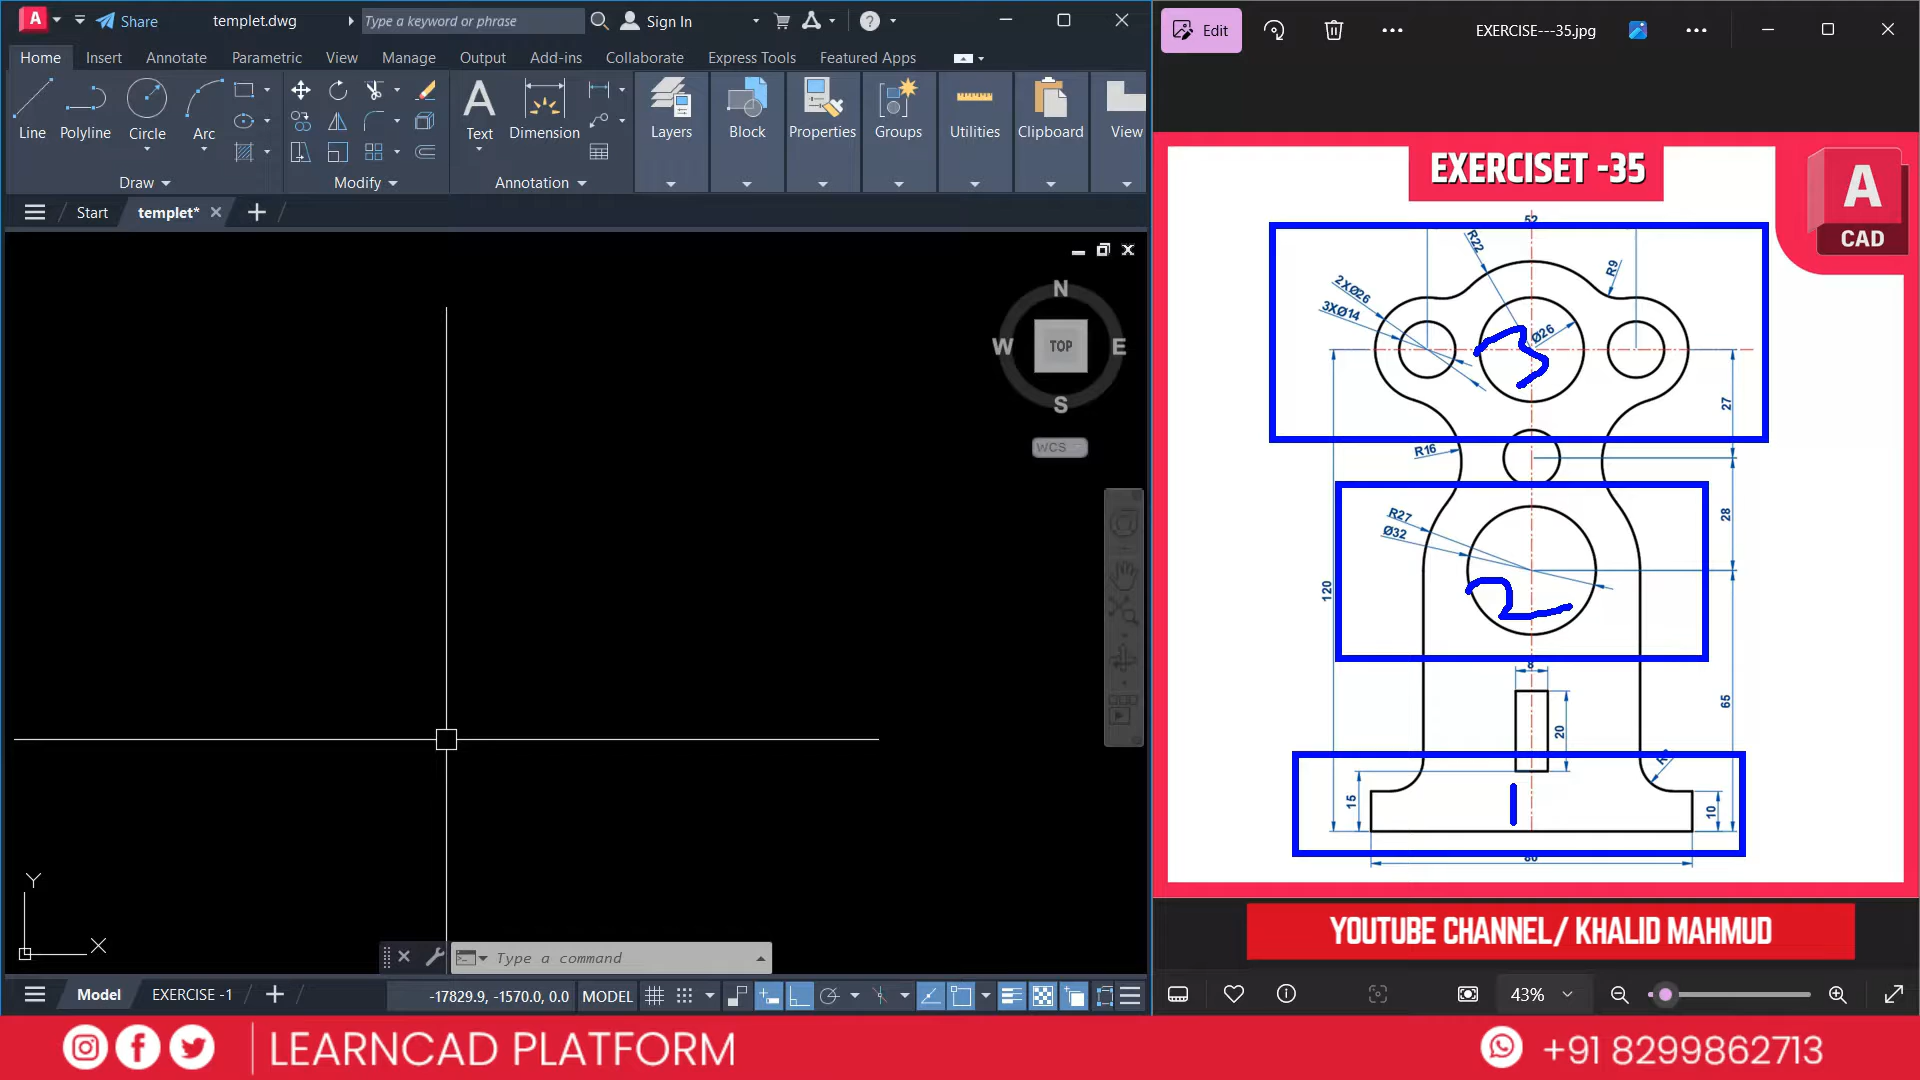 A Share templet.dwg Type a keyword or phrase Sign In
Home Insert Annotate Parametric View Manage Output Add-ins Collaborate Express Tools Featured Apps
Line Polyline Circle Arc Text Dimension Layers Block Properties Groups Utilities Clipboard View
Draw Modify Annotation
Start templet*
N
W TOP E
S
WCS
Y
X
Type a command
Model EXERCISE -1 -17829.9, -1570.0, 0.0 MODEL
Edit EXERCISE---35.jpg
EXERCISET -35
A
CAD
52
R22
R9
2XØ26
3XØ14
Ø26
3
27
R16
R27
Ø32
28
2
120
8
20
65
15
1
10
80
YOUTUBE CHANNEL/ KHALID MAHMUD
43%
LEARNCAD PLATFORM +91 8299862713